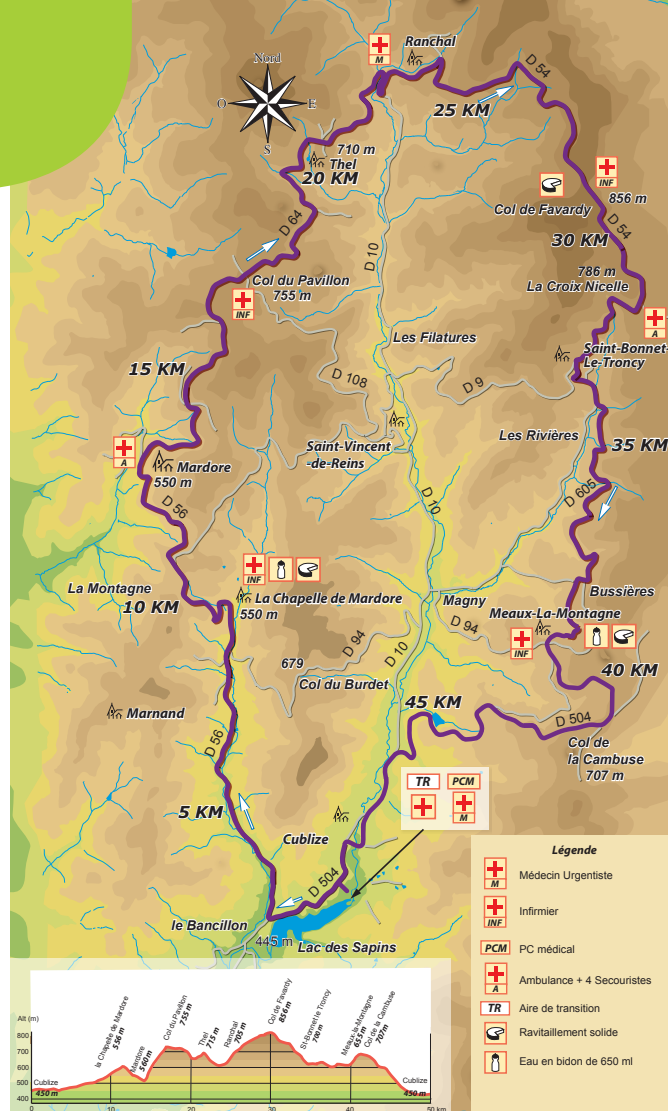 Nord
O
E
S
M
Ranchal
D 54
25 KM
710 m
Thel
20 KM
INF
856 m
Col de Favardy
D 54
D 64
30 KM
D 10
786 m
La Croix Nicelle
Col du Pavillon
755 m
INF
A
Les Filatures
Saint-Bonnet-
Le-Troncy
15 KM
D 108
D 9
Les Rivières
35 KM
Saint-Vincent
-de-Reins
A
Mardore
550 m
D 56
D 10
D 605
INF
La Montagne
10 KM
La Chapelle de Mardore
550 m
Magny
Bussières
Meaux-La-Montagne
D 94
D 94
INF
D 10
679
Col du Burdet
40 KM
45 KM
Marnand
D 56
D 504
Col de
la Cambuse
707 m
TR
PCM
M
5 KM
Cublize
D 504
le Bancillon
445 m
Lac des Sapins
Légende
M
Médecin Urgentiste
INF
Infirmier
PCM
PC médical
A
Ambulance + 4 Secouristes
TR
Aire de transition
Ravitaillement solide
Eau en bidon de 650 ml
Alt (m)
800
700
600
500
400
Cublize
450 m
la Chapelle de Mardore
556 m
Mardore
560 m
Col du Pavillon
755 m
Thel
715 m
Ranchal
705 m
Col de Favardy
856 m
St-Bonnet le Troncy
700 m
Meaux-la-Montagne
655 m
Col de la Cambuse
707m
Cublize
450 m
0
10
20
30
40
50 km